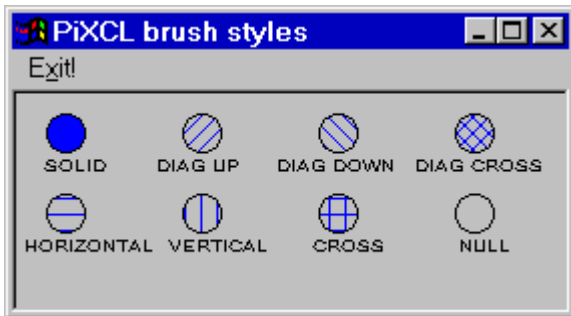 PiXCL brush styles
Exit!
SOLID DIAG UP DIAG DOWN DIAG CROSS
HORIZONTAL VERTICAL CROSS NULL